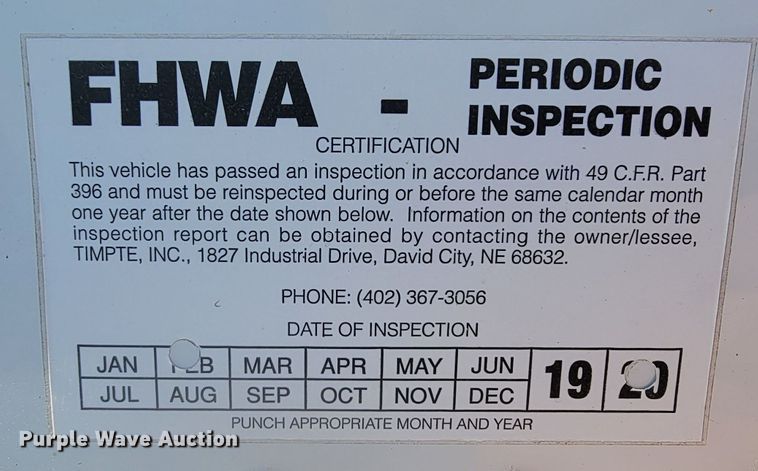 FHWA - PERIODIC
INSPECTION
CERTIFICATION
This vehicle has passed an inspection in accordance with 49 C.F.R. Part
396 and must be reinspected during or before the same calendar month
one year after the date shown below. Information on the contents of the
inspection report can be obtained by contacting the owner/lessee,
TIMPTE, INC., 1827 Industrial Drive, David City, NE 68632.
PHONE: (402) 367-3056
DATE OF INSPECTION
JAN FEB MAR APR MAY JUN 19 20
JUL AUG SEP OCT NOV DEC
PUNCH APPROPRIATE MONTH AND YEAR
Purple Wave Auction